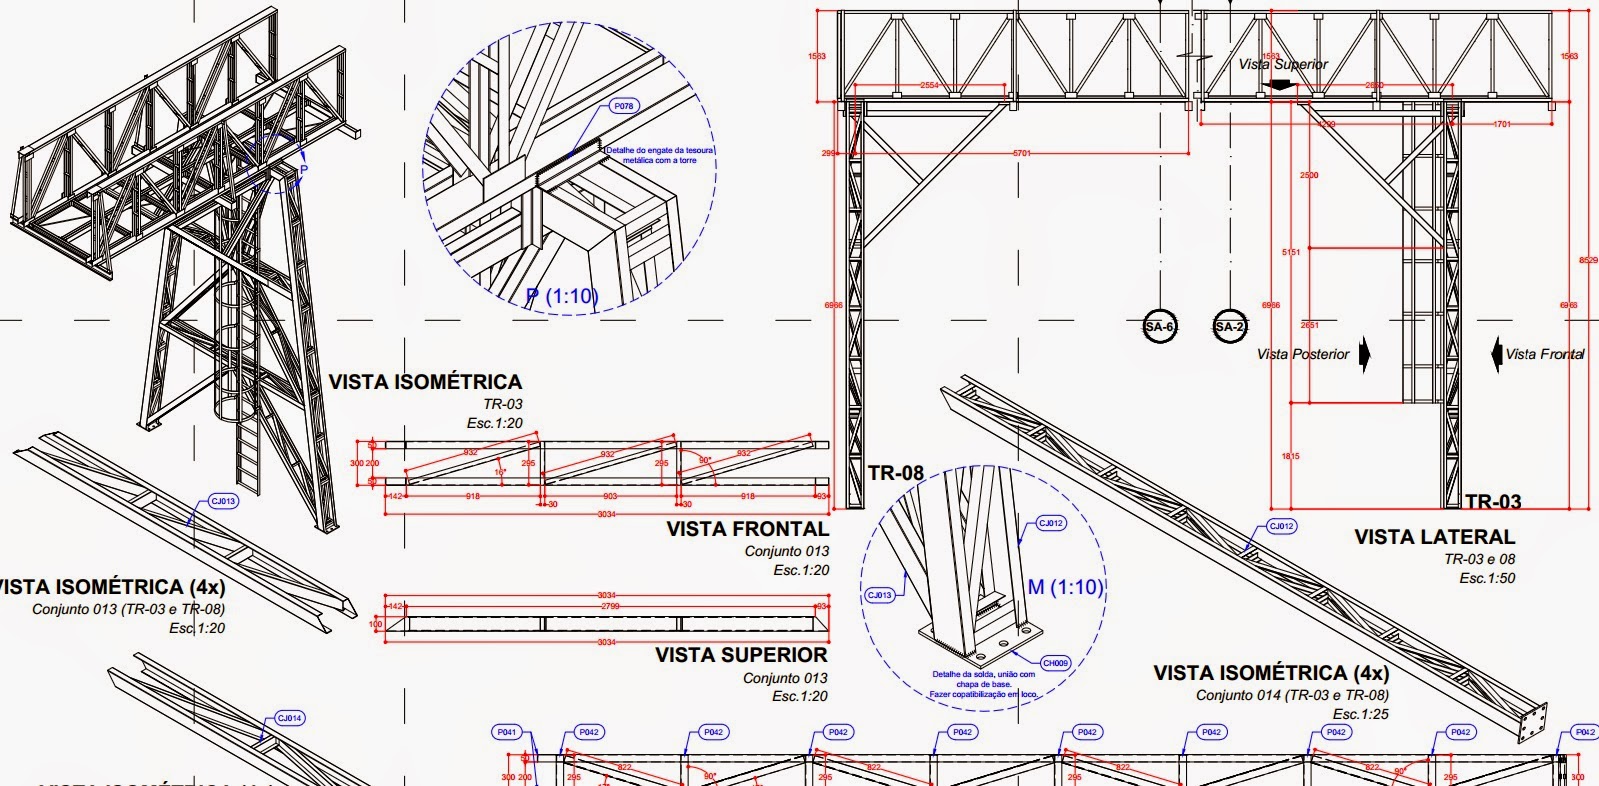 P078
Detalhe do engate da tesoura
metálica com a torre
P
P (1:10)
VISTA ISOMÉTRICA
TR-03
Esc.1:20
1563
2554
299
5701
6966
Vista Superior
1563
1563
1701
2500
5151
8529
6966
2651
6966
1815
SA-6
SA-2
Vista Posterior
Vista Frontal
TR-08
TR-03
VISTA LATERAL
TR-03 e 08
Esc.1:50
CJ013
VISTA ISOMÉTRICA (4x)
Conjunto 013 (TR-03 e TR-08)
Esc.1:20
50
300
200
50
932
16°
295
932
295
90°
932
142
918
30
903
30
918
93
3034
VISTA FRONTAL
Conjunto 013
Esc.1:20
3034
142
2799
93
100
3034
VISTA SUPERIOR
Conjunto 013
Esc.1:20
CJ012
CJ013
M (1:10)
CH009
Detalhe da solda, união com
chapa de base.
Fazer copatibilização em loco.
CJ012
VISTA ISOMÉTRICA (4x)
Conjunto 014 (TR-03 e TR-08)
Esc.1:25
CJ014
P041
P042
P042
P042
P042
P042
P042
P042
P042
P042
300
200
295
822
90°
295
822
295
822
295
822
90°
295
300